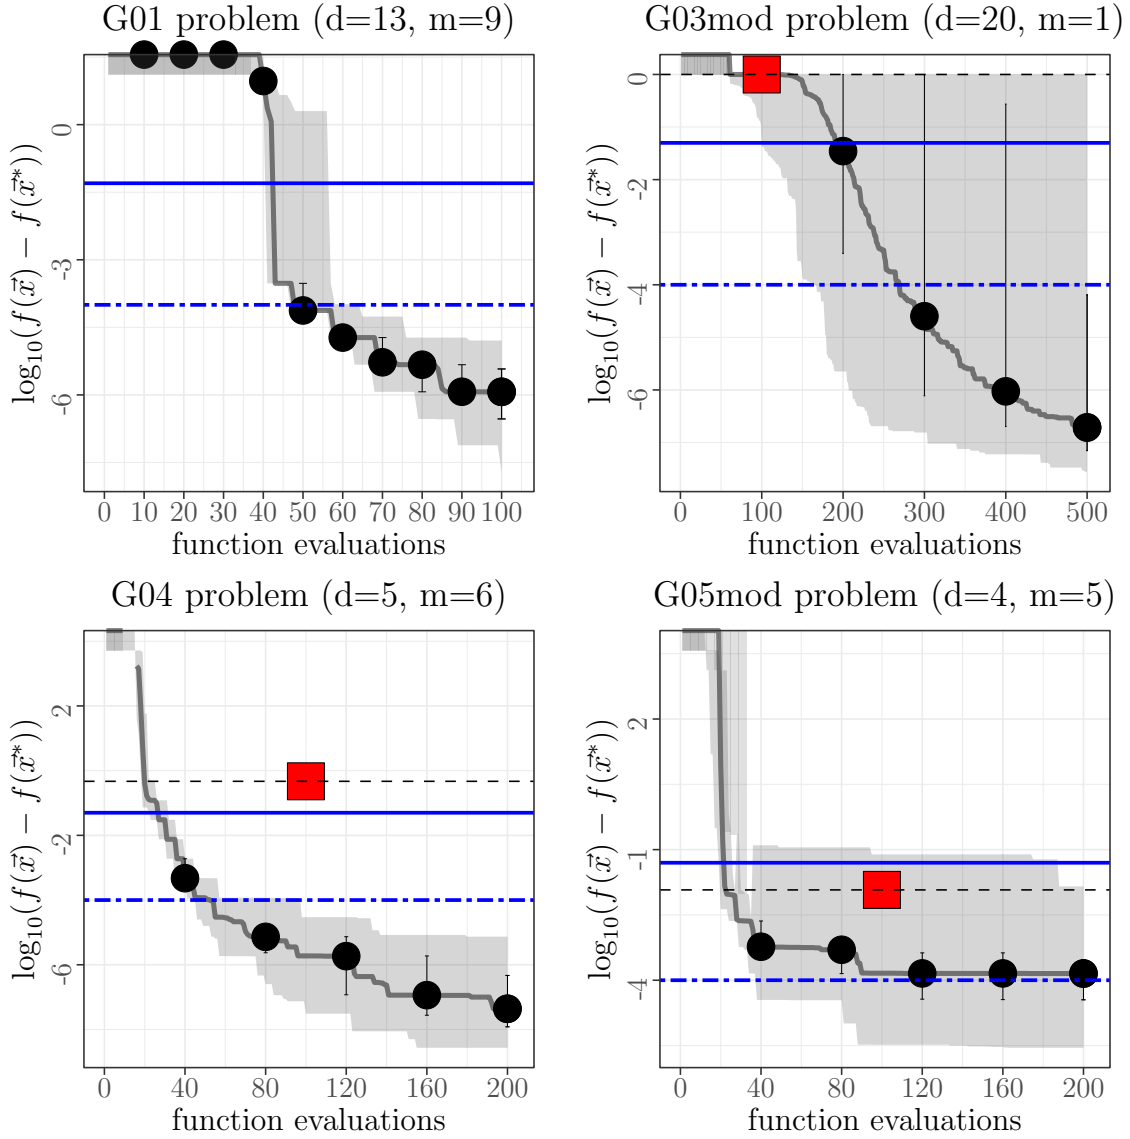 G01 problem (d=13, m=9)
log₁₀(f(x⃗) − f(x⃗*))
0
-3
-6
0 10 20 30 40 50 60 70 80 90 100
function evaluations
G03mod problem (d=20, m=1)
log₁₀(f(x⃗) − f(x⃗*))
0
-2
-4
-6
0 100 200 300 400 500
function evaluations
G04 problem (d=5, m=6)
log₁₀(f(x⃗) − f(x⃗*))
2
-2
-6
0 40 80 120 160 200
function evaluations
G05mod problem (d=4, m=5)
log₁₀(f(x⃗) − f(x⃗*))
2
-1
-4
0 40 80 120 160 200
function evaluations